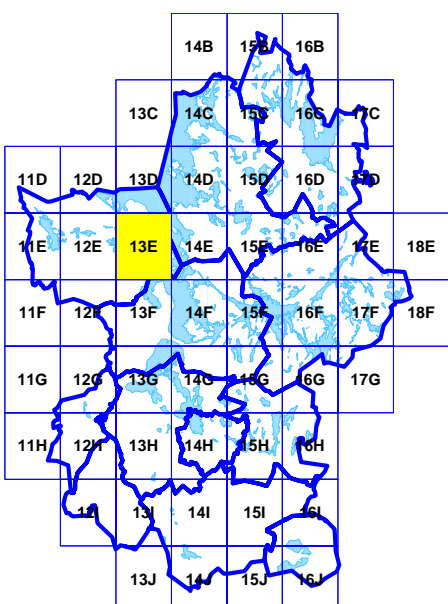 14B 15B 16B
13C 14C 15C 16C 17C
11D 12D 13D 14D 15D 16D 17D
11E 12E 13E 14E 15E 16E 17E 18E
11F 12F 13F 14F 15F 16F 17F 18F
11G 12G 13G 14G 15G 16G 17G
11H 12H 13H 14H 15H 16H
12I 13I 14I 15I 16I
13J 14J 15J 16J